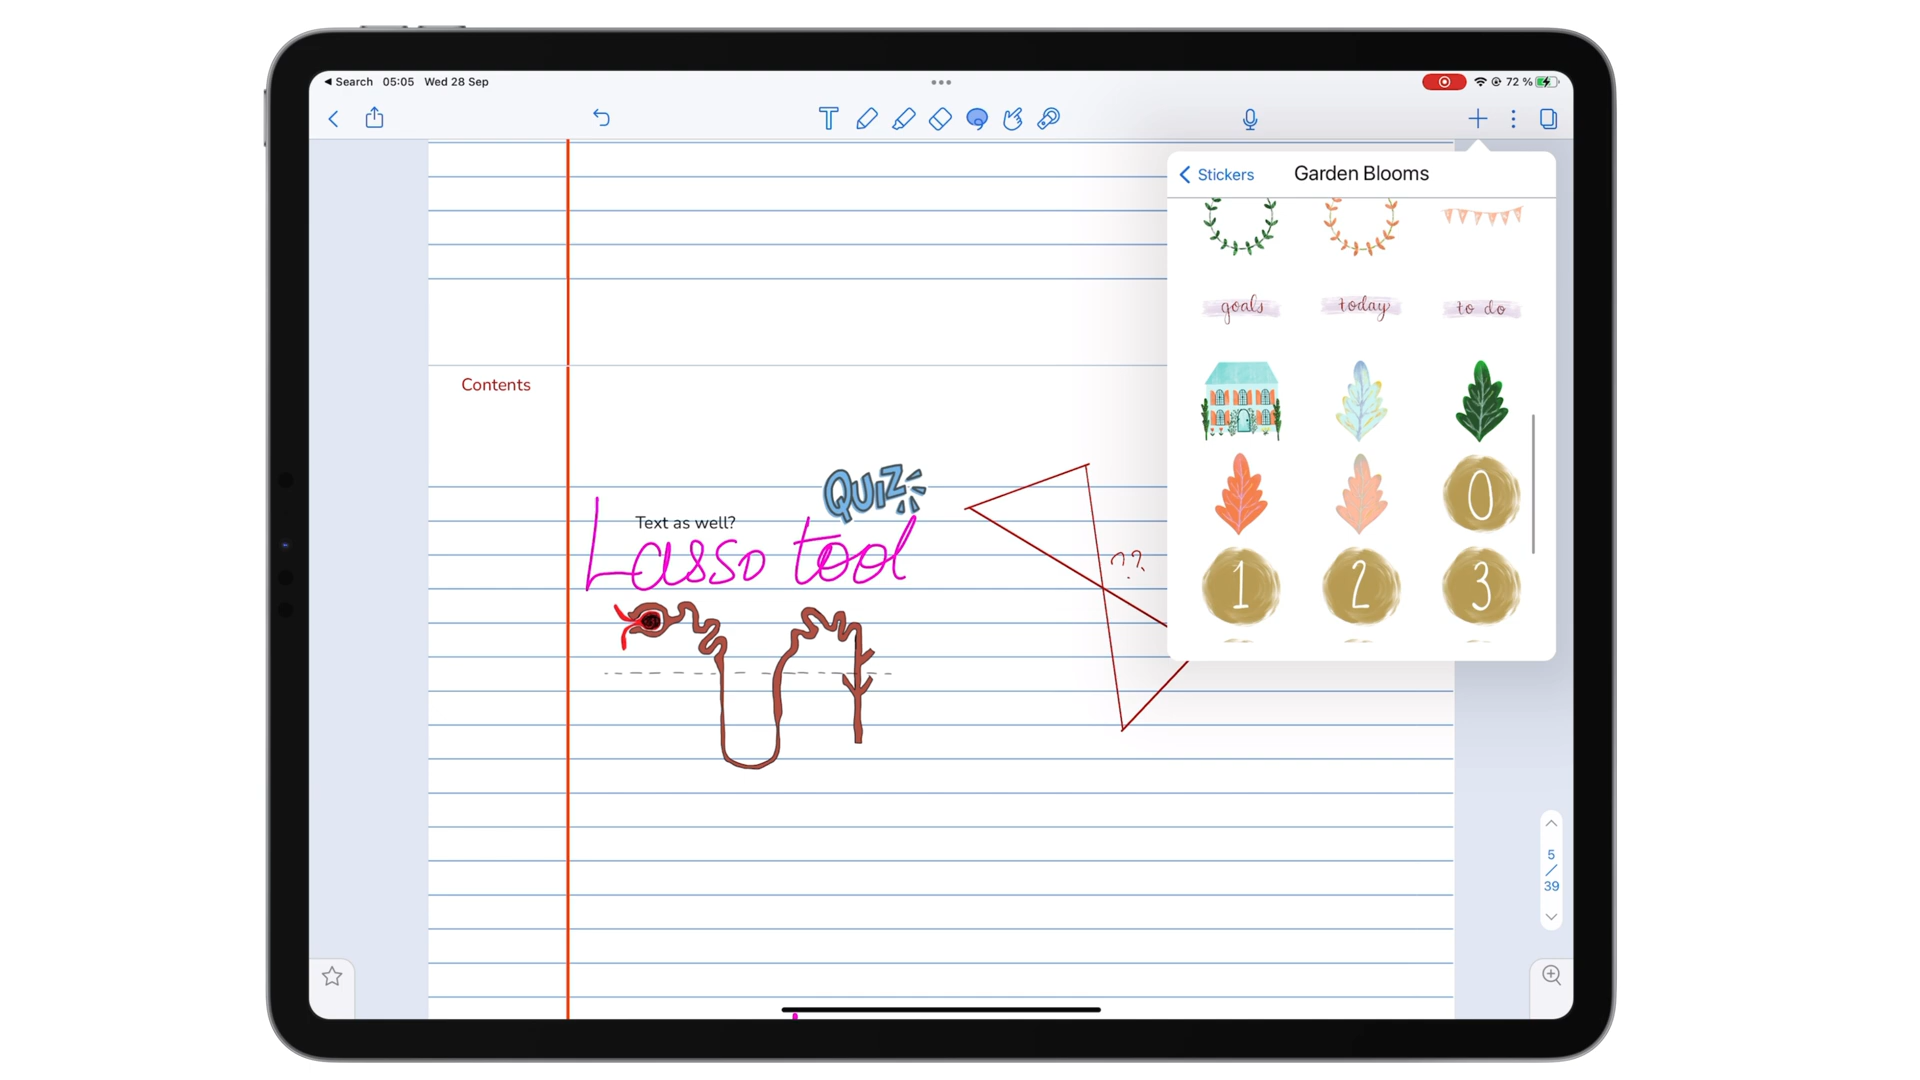 Search 05:05 Wed 28 Sep
72 %
T
Stickers Garden Blooms
goals today to do
Contents
QUIZ
Text as well?
Lasso tool
??
0
1 2 3
5
/
39